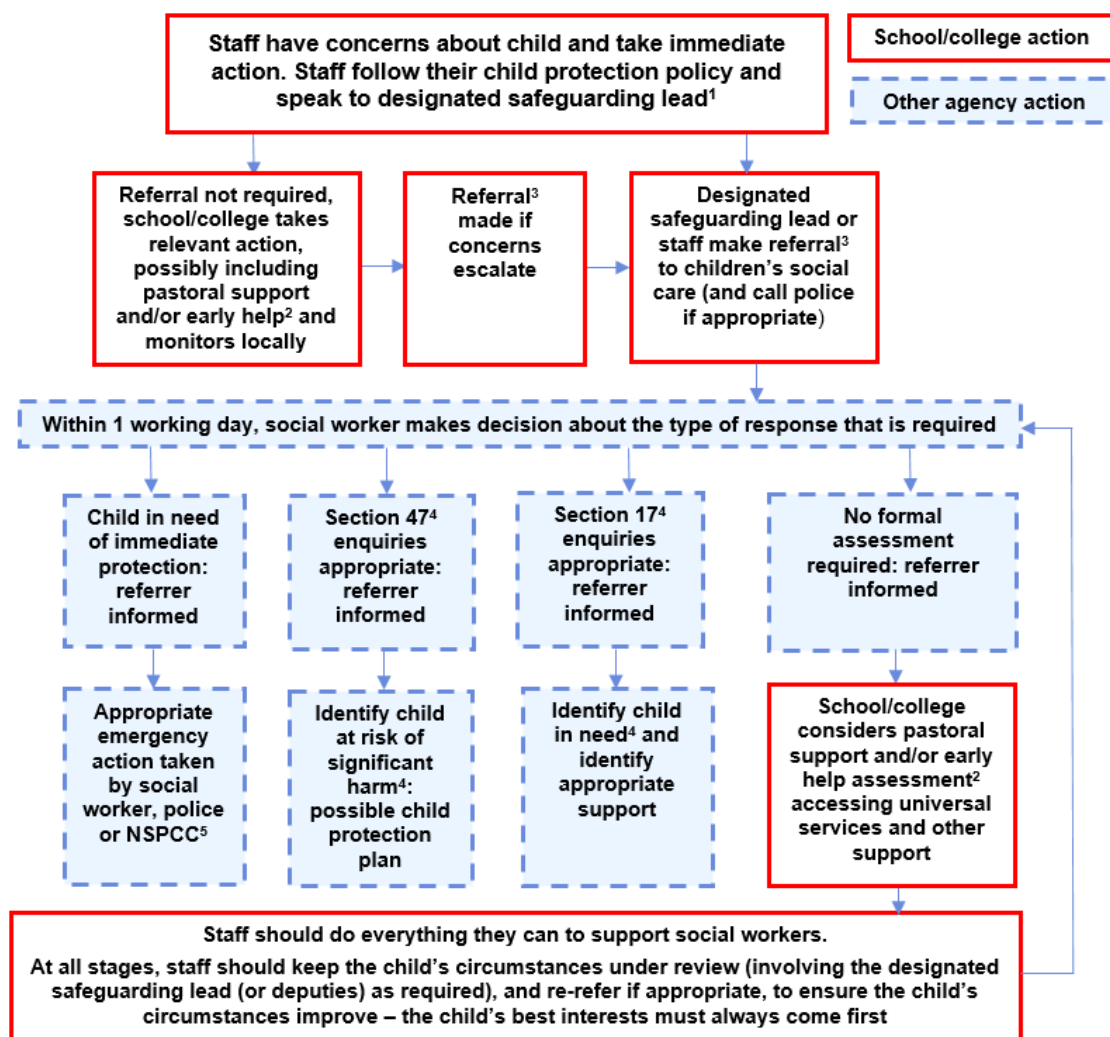 Staff have concerns about child and take immediate
action. Staff follow their child protection policy and
speak to designated safeguarding lead¹
School/college action
Other agency action
Referral not required,
school/college takes
relevant action,
possibly including
pastoral support
and/or early help² and
monitors locally
Referral³
made if
concerns
escalate
Designated
safeguarding lead or
staff make referral³
to children’s social
care (and call police
if appropriate)
Within 1 working day, social worker makes decision about the type of response that is required
Child in need
of immediate
protection:
referrer
informed
Section 47⁴
enquiries
appropriate:
referrer
informed
Section 17⁴
enquiries
appropriate:
referrer
informed
No formal
assessment
required: referrer
informed
Appropriate
emergency
action taken
by social
worker, police
or NSPCC⁵
Identify child
at risk of
significant
harm⁴:
possible child
protection
plan
Identify child
in need⁴ and
identify
appropriate
support
School/college
considers pastoral
support and/or early
help assessment²
accessing universal
services and other
support
Staff should do everything they can to support social workers.
At all stages, staff should keep the child’s circumstances under review (involving the designated
safeguarding lead (or deputies) as required), and re-refer if appropriate, to ensure the child’s
circumstances improve – the child’s best interests must always come first